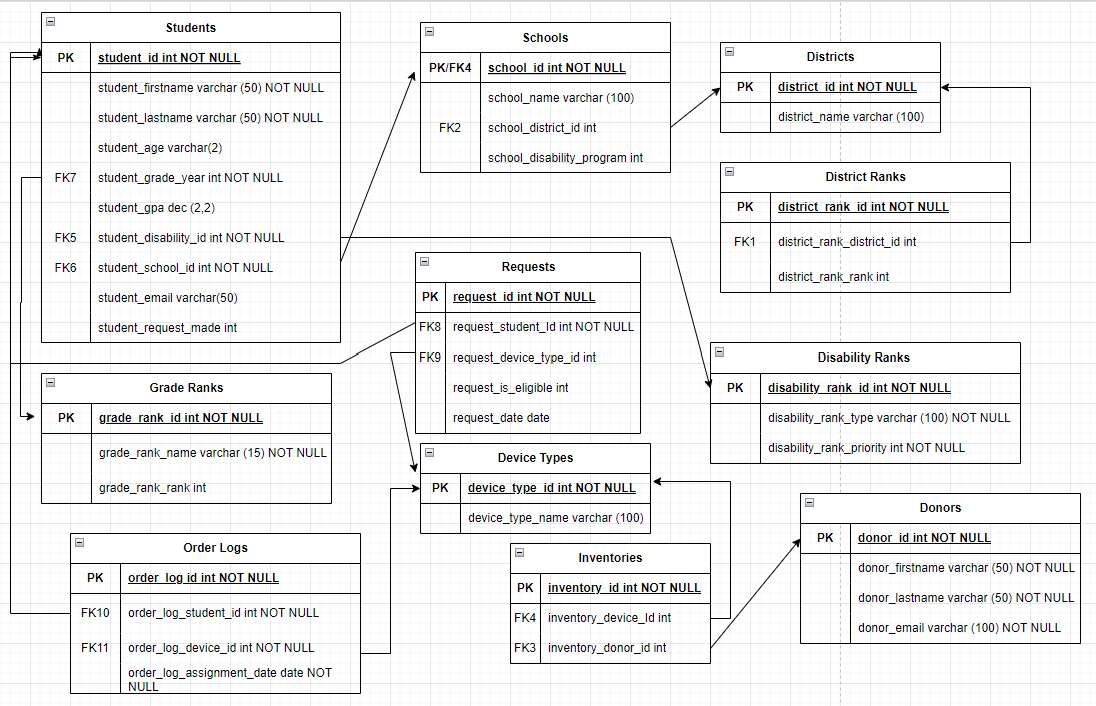 Students
PK student_id int NOT NULL
student_firstname varchar (50) NOT NULL
student_lastname varchar (50) NOT NULL
student_age varchar(2)
FK7 student_grade_year int NOT NULL
student_gpa dec (2,2)
FK5 student_disability_id int NOT NULL
FK6 student_school_id int NOT NULL
student_email varchar(50)
student_request_made int
Schools
PK/FK4 school_id int NOT NULL
school_name varchar (100)
FK2 school_district_id int
school_disability_program int
Districts
PK district_id int NOT NULL
district_name varchar (100)
District Ranks
PK district_rank_id int NOT NULL
FK1 district_rank_district_id int
district_rank_rank int
Requests
PK request_id int NOT NULL
FK8 request_student_Id int NOT NULL
FK9 request_device_type_id int
request_is_eligible int
request_date date
Disability Ranks
PK disability_rank_id int NOT NULL
disability_rank_type varchar (100) NOT NULL
disability_rank_priority int NOT NULL
Grade Ranks
PK grade_rank_id int NOT NULL
grade_rank_name varchar (15) NOT NULL
grade_rank_rank int
Device Types
PK device_type_id int NOT NULL
device_type_name varchar (100)
Order Logs
PK order_log_id int NOT NULL
FK10 order_log_student_id int NOT NULL
FK11 order_log_device_id int NOT NULL
order_log_assignment_date date NOT
NULL
Inventories
PK inventory_id int NOT NULL
FK4 inventory_device_Id int
FK3 inventory_donor_id int
Donors
PK donor_id int NOT NULL
donor_firstname varchar (50) NOT NULL
donor_lastname varchar (50) NOT NULL
donor_email varchar (100) NOT NULL